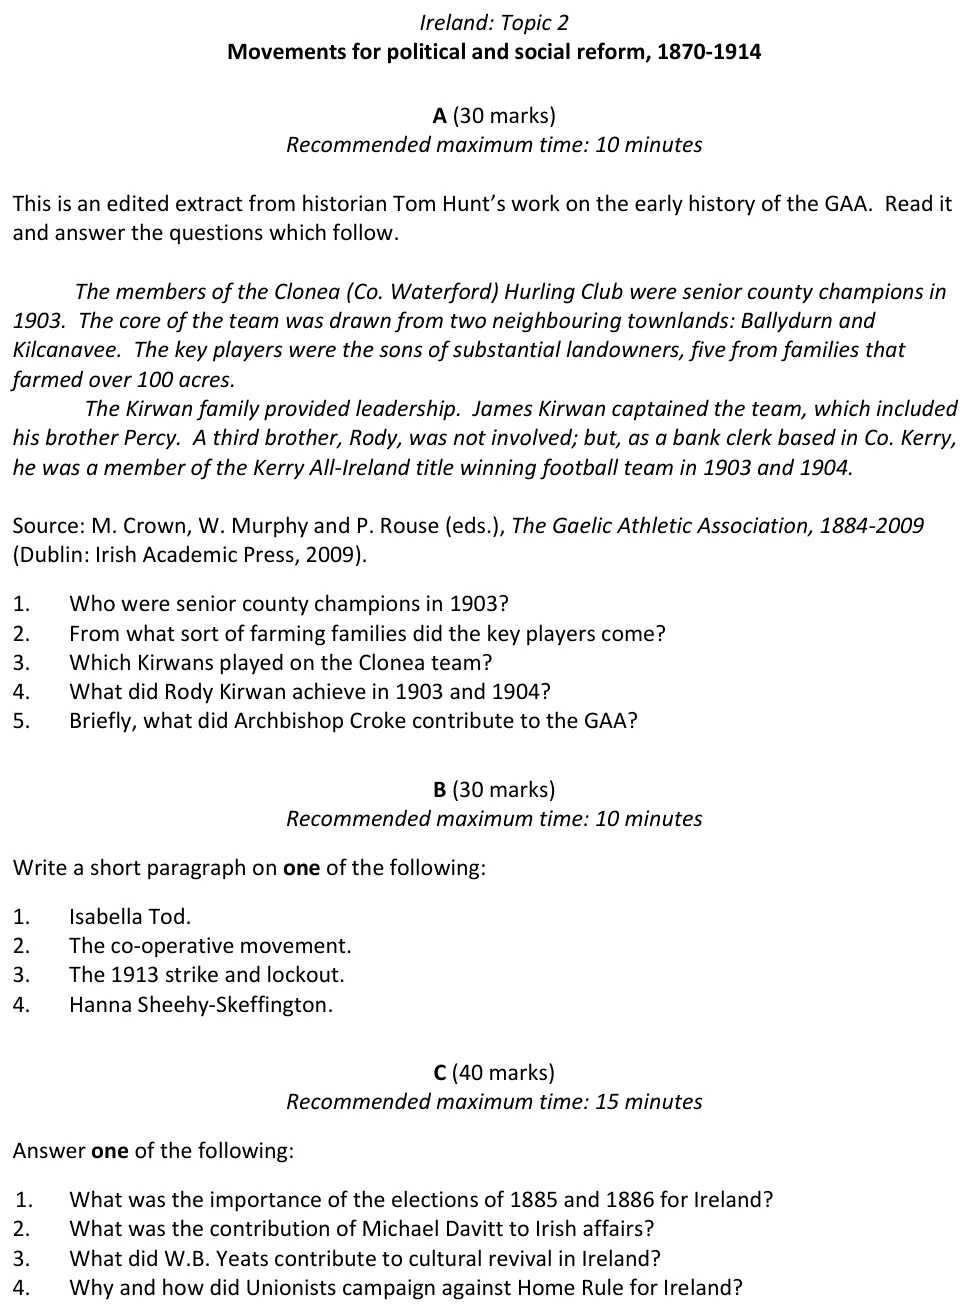 Ireland: Topic 2
Movements for political and social reform, 1870-1914
A (30 marks)
Recommended maximum time: 10 minutes
This is an edited extract from historian Tom Hunt’s work on the early history of the GAA.  Read it
and answer the questions which follow.
The members of the Clonea (Co. Waterford) Hurling Club were senior county champions in
1903.  The core of the team was drawn from two neighbouring townlands: Ballydurn and
Kilcanavee.  The key players were the sons of substantial landowners, five from families that
farmed over 100 acres.
The Kirwan family provided leadership.  James Kirwan captained the team, which included
his brother Percy.  A third brother, Rody, was not involved; but, as a bank clerk based in Co. Kerry,
he was a member of the Kerry All-Ireland title winning football team in 1903 and 1904.
Source: M. Crown, W. Murphy and P. Rouse (eds.), The Gaelic Athletic Association, 1884-2009
(Dublin: Irish Academic Press, 2009).
1. Who were senior county champions in 1903?
2. From what sort of farming families did the key players come?
3. Which Kirwans played on the Clonea team?
4. What did Rody Kirwan achieve in 1903 and 1904?
5. Briefly, what did Archbishop Croke contribute to the GAA?
B (30 marks)
Recommended maximum time: 10 minutes
Write a short paragraph on one of the following:
1. Isabella Tod.
2. The co-operative movement.
3. The 1913 strike and lockout.
4. Hanna Sheehy-Skeffington.
C (40 marks)
Recommended maximum time: 15 minutes
Answer one of the following:
1. What was the importance of the elections of 1885 and 1886 for Ireland?
2. What was the contribution of Michael Davitt to Irish affairs?
3. What did W.B. Yeats contribute to cultural revival in Ireland?
4. Why and how did Unionists campaign against Home Rule for Ireland?